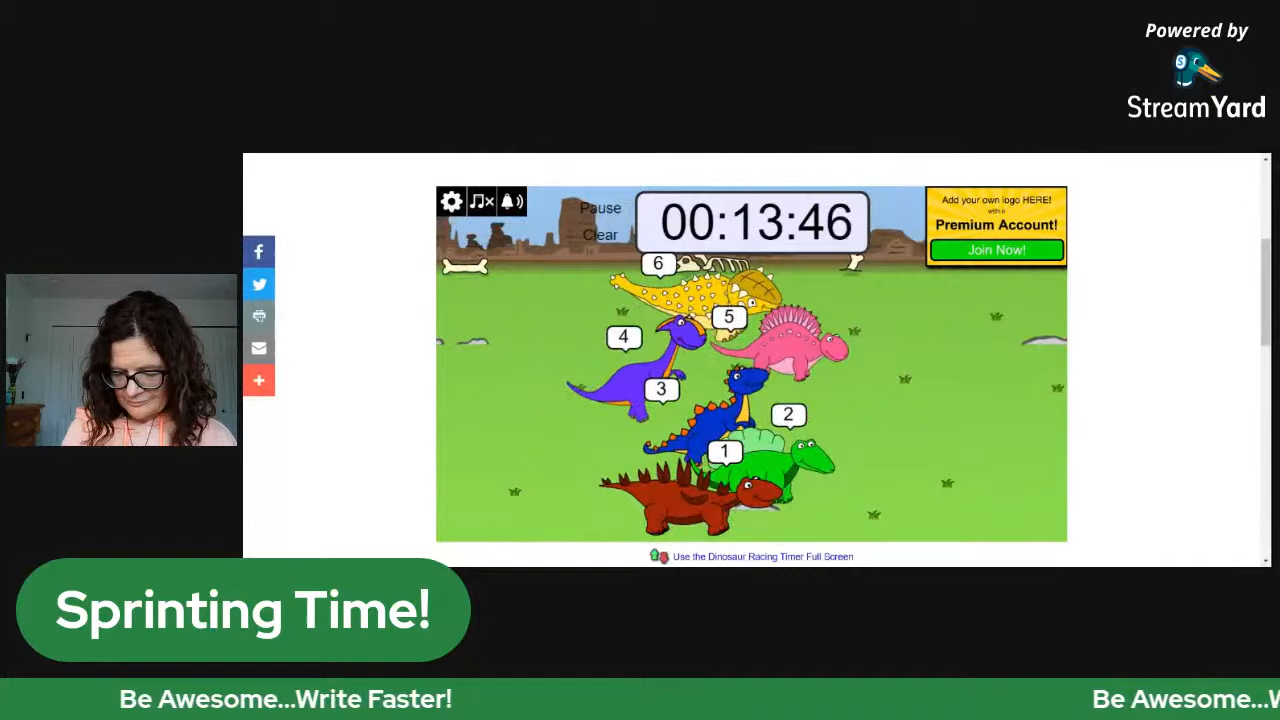 Powered by
StreamYard
Pause
Clear
00:13:46
Add your own logo HERE!
with a
Premium Account!
Join Now!
6
5
4
3
2
1
Use the Dinosaur Racing Timer Full Screen
Sprinting Time!
Be Awesome...Write Faster!
Be Awesome...W